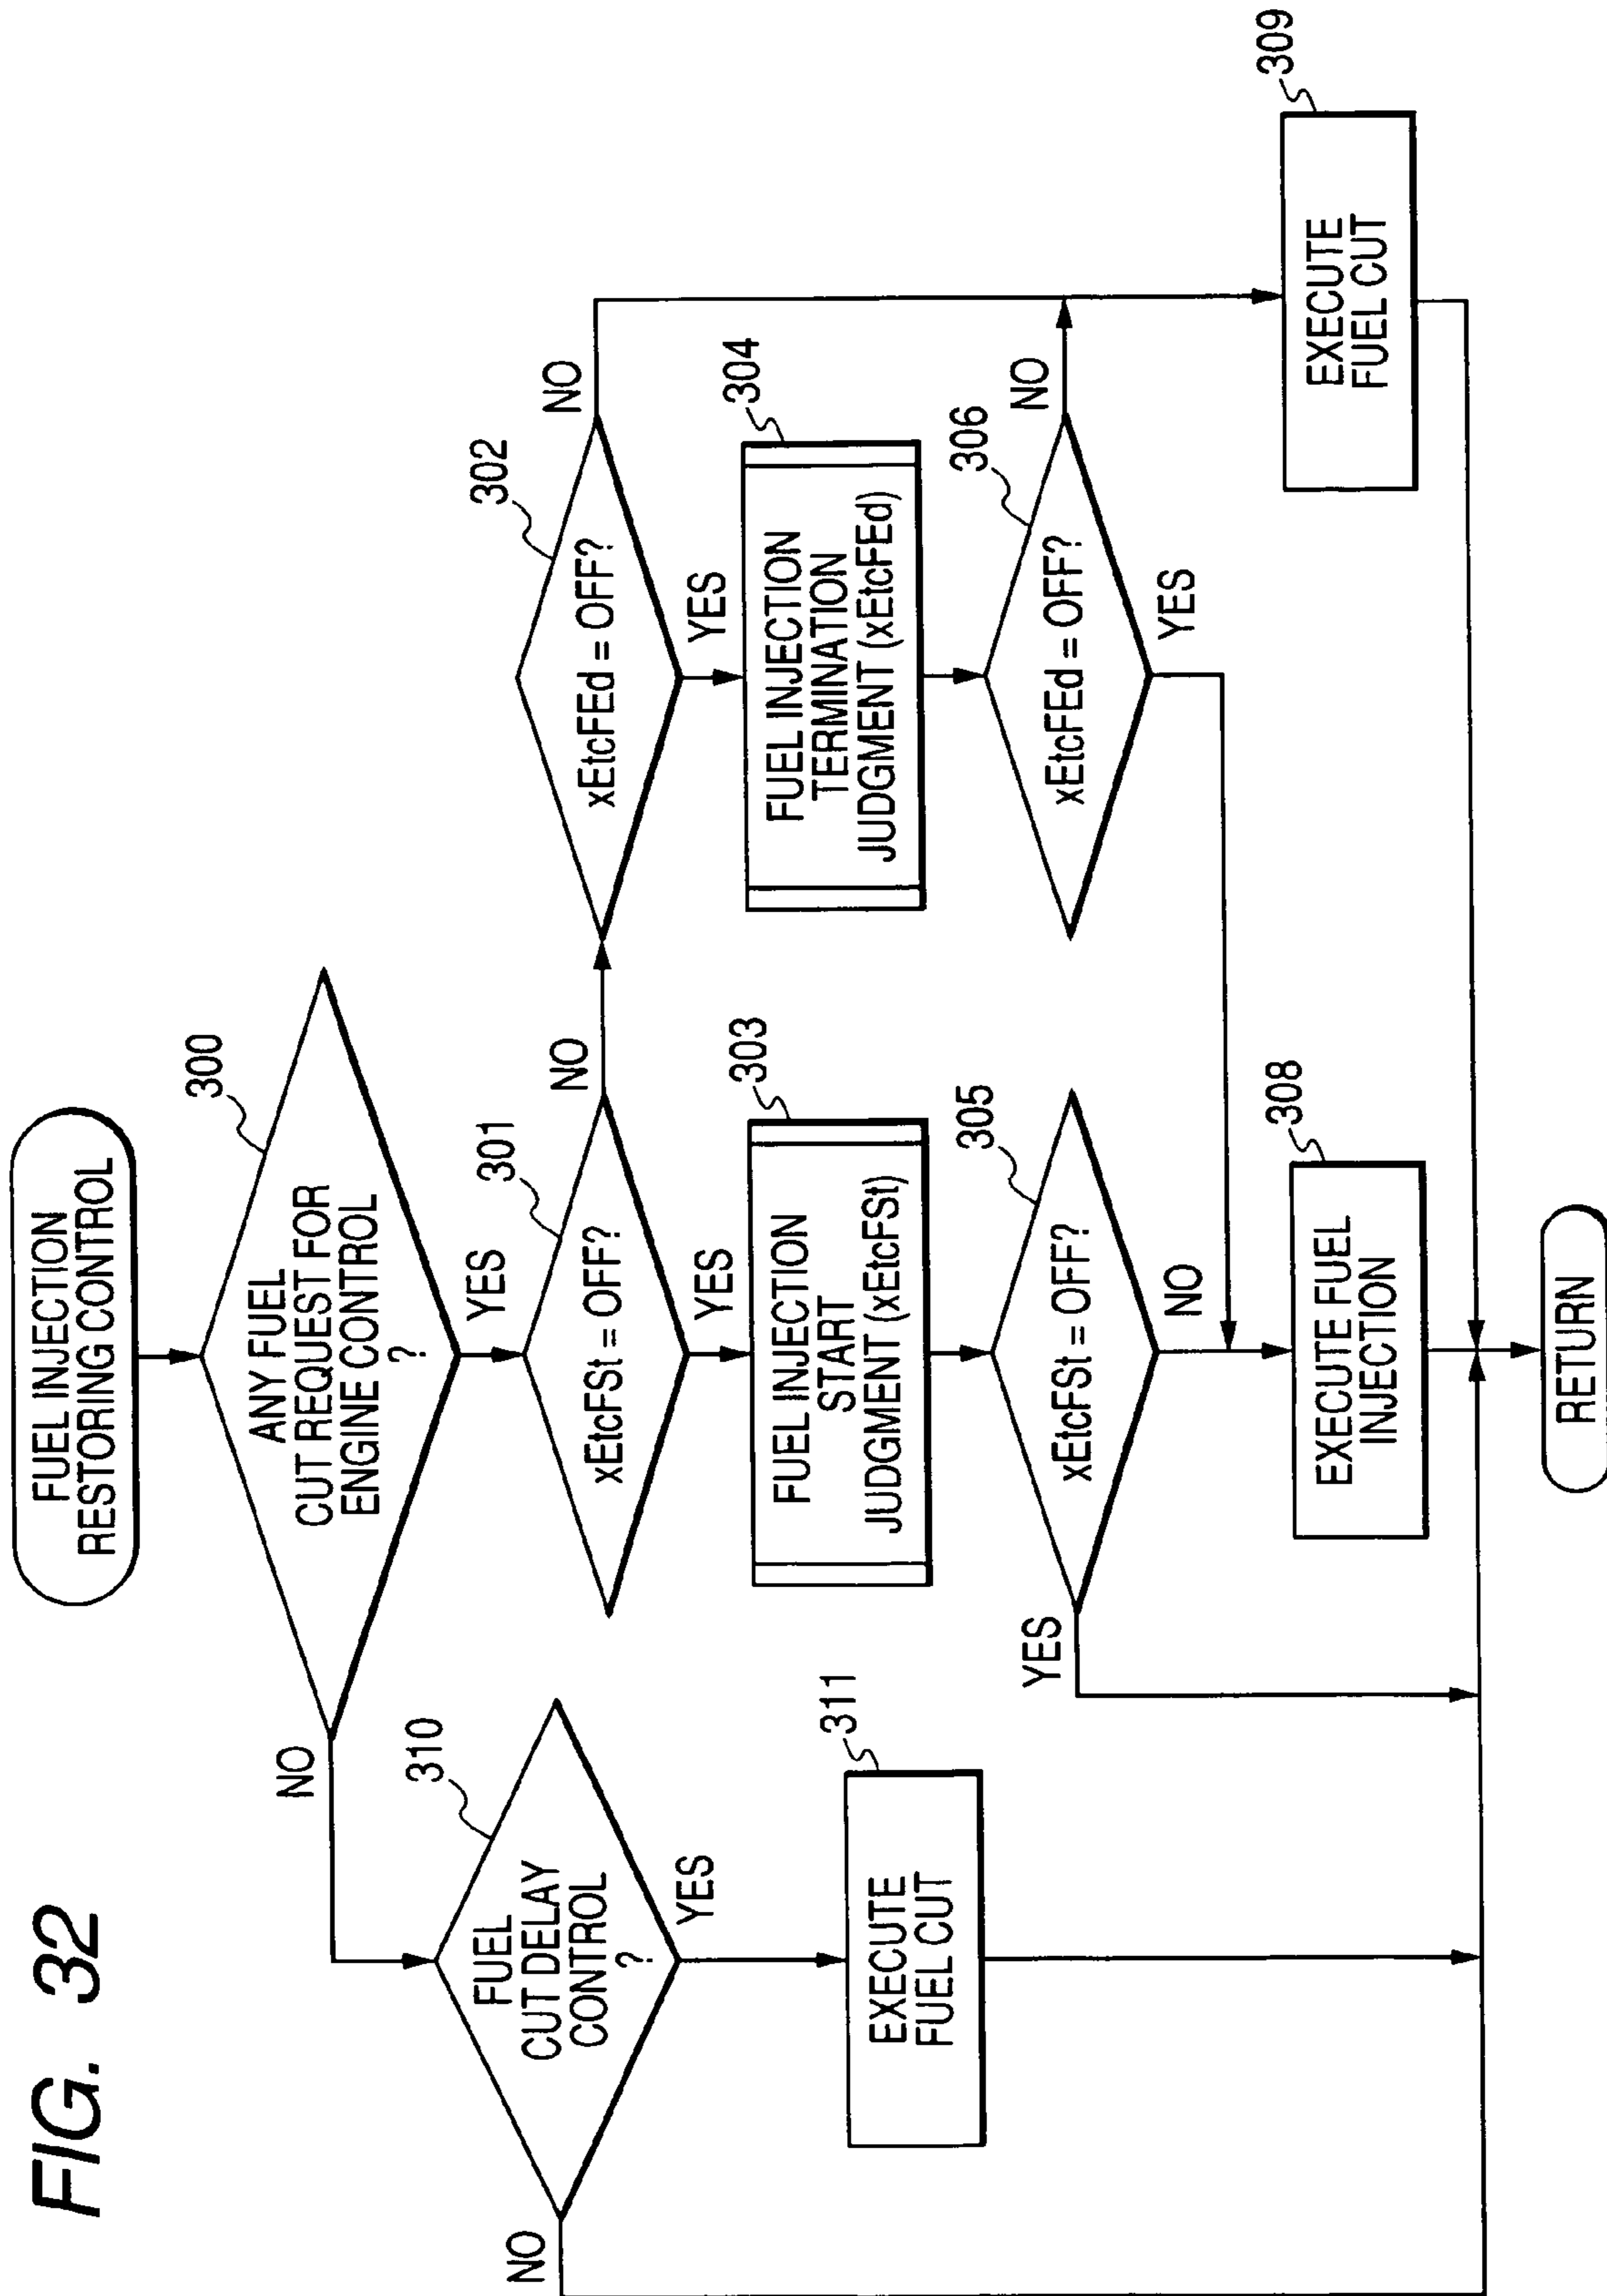 FIG. 32
FUEL INJECTION
RESTORING CONTROL
300
ANY FUEL
CUT REQUEST FOR
ENGINE CONTROL
?
NO
YES
310
FUEL
CUT DELAY
CONTROL
?
NO
YES
311
EXECUTE
FUEL CUT
301
xEtcFSt = OFF?
NO
YES
302
xEtcFEd = OFF?
NO
YES
303
FUEL INJECTION
START
JUDGMENT (xEtcFSt)
304
FUEL INJECTION
TERMINATION
JUDGMENT (xEtcFEd)
305
xEtcFSt = OFF?
YES
NO
306
xEtcFEd = OFF?
NO
YES
308
EXECUTE FUEL
INJECTION
309
EXECUTE
FUEL CUT
RETURN